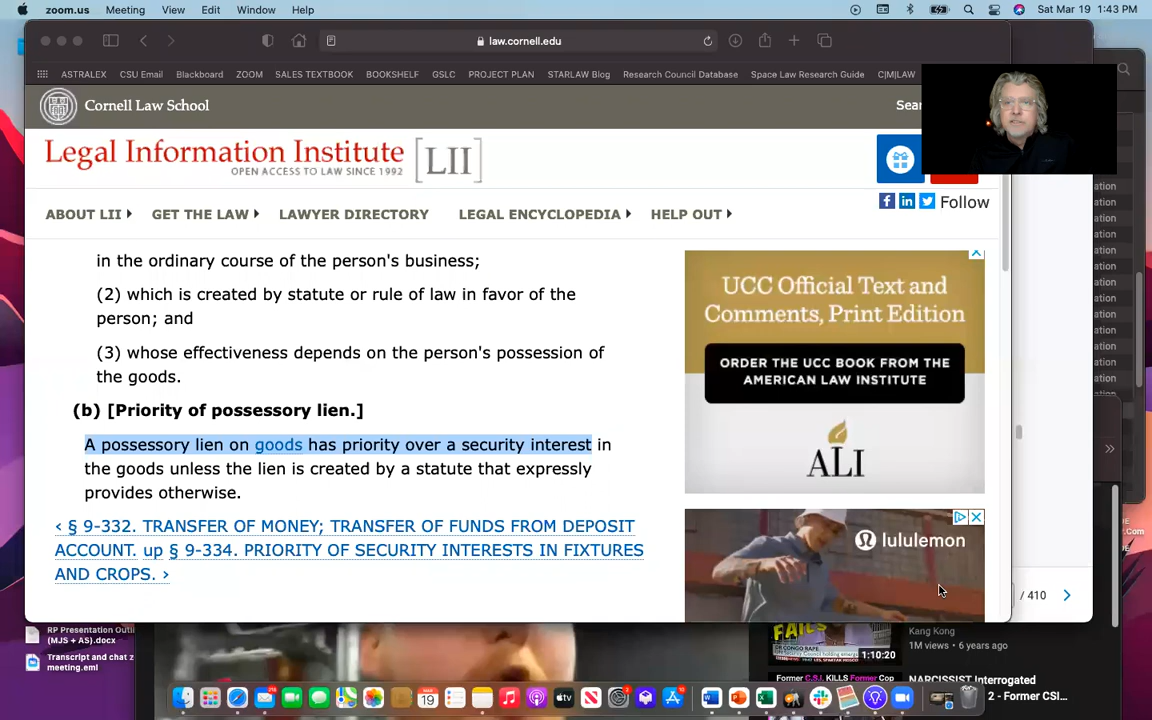 zoom.us Meeting View Edit Window Help Sat Mar 19 1:43 PM
law.cornell.edu
ASTRALEX CSU Email Blackboard ZOOM SALES TEXTBOOK BOOKSHELF GSLC PROJECT PLAN STARLAW Blog Research Council Database Space Law Research Guide C|M|LAW
Cornell Law School
Legal Information Institute [LII]
OPEN ACCESS TO LAW SINCE 1992
ABOUT LII GET THE LAW LAWYER DIRECTORY LEGAL ENCYCLOPEDIA HELP OUT
Follow
in the ordinary course of the person's business;
(2) which is created by statute or rule of law in favor of the
person; and
(3) whose effectiveness depends on the person's possession of
the goods.
(b) [Priority of possessory lien.]
A possessory lien on goods has priority over a security interest in
the goods unless the lien is created by a statute that expressly
provides otherwise.
‹ § 9-332. TRANSFER OF MONEY; TRANSFER OF FUNDS FROM DEPOSIT
ACCOUNT. up § 9-334. PRIORITY OF SECURITY INTERESTS IN FIXTURES
AND CROPS. ›
UCC Official Text and
Comments, Print Edition
ORDER THE UCC BOOK FROM THE
AMERICAN LAW INSTITUTE
ALI
lululemon
/ 410
RP Presentation Outli
(MJS + AS).docx
Transcript and chat z
meeting.eml
FAILS
DR CONGO RAPE
1:10:20
Former C.S.I. KILLS Former Cop
Kang Kong
1M views • 6 years ago
NARCISSIST Interrogated
2 - Former CSI...